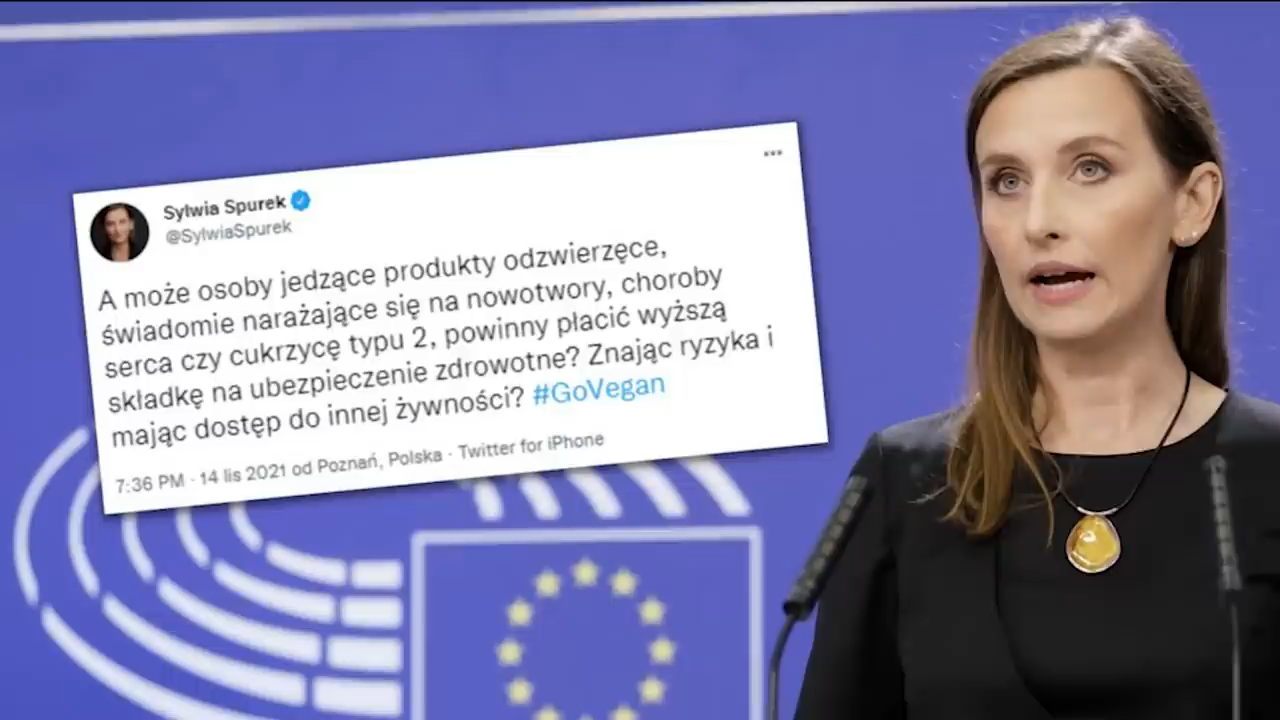 Sylwia Spurek
@SylwiaSpurek
A może osoby jedzące produkty odzwierzęce,
świadomie narażające się na nowotwory, choroby
serca czy cukrzycę typu 2, powinny płacić wyższą
składkę na ubezpieczenie zdrowotne? Znając ryzyka i
mając dostęp do innej żywności? #GoVegan
7:36 PM · 14 lis 2021 od Poznań, Polska · Twitter for iPhone